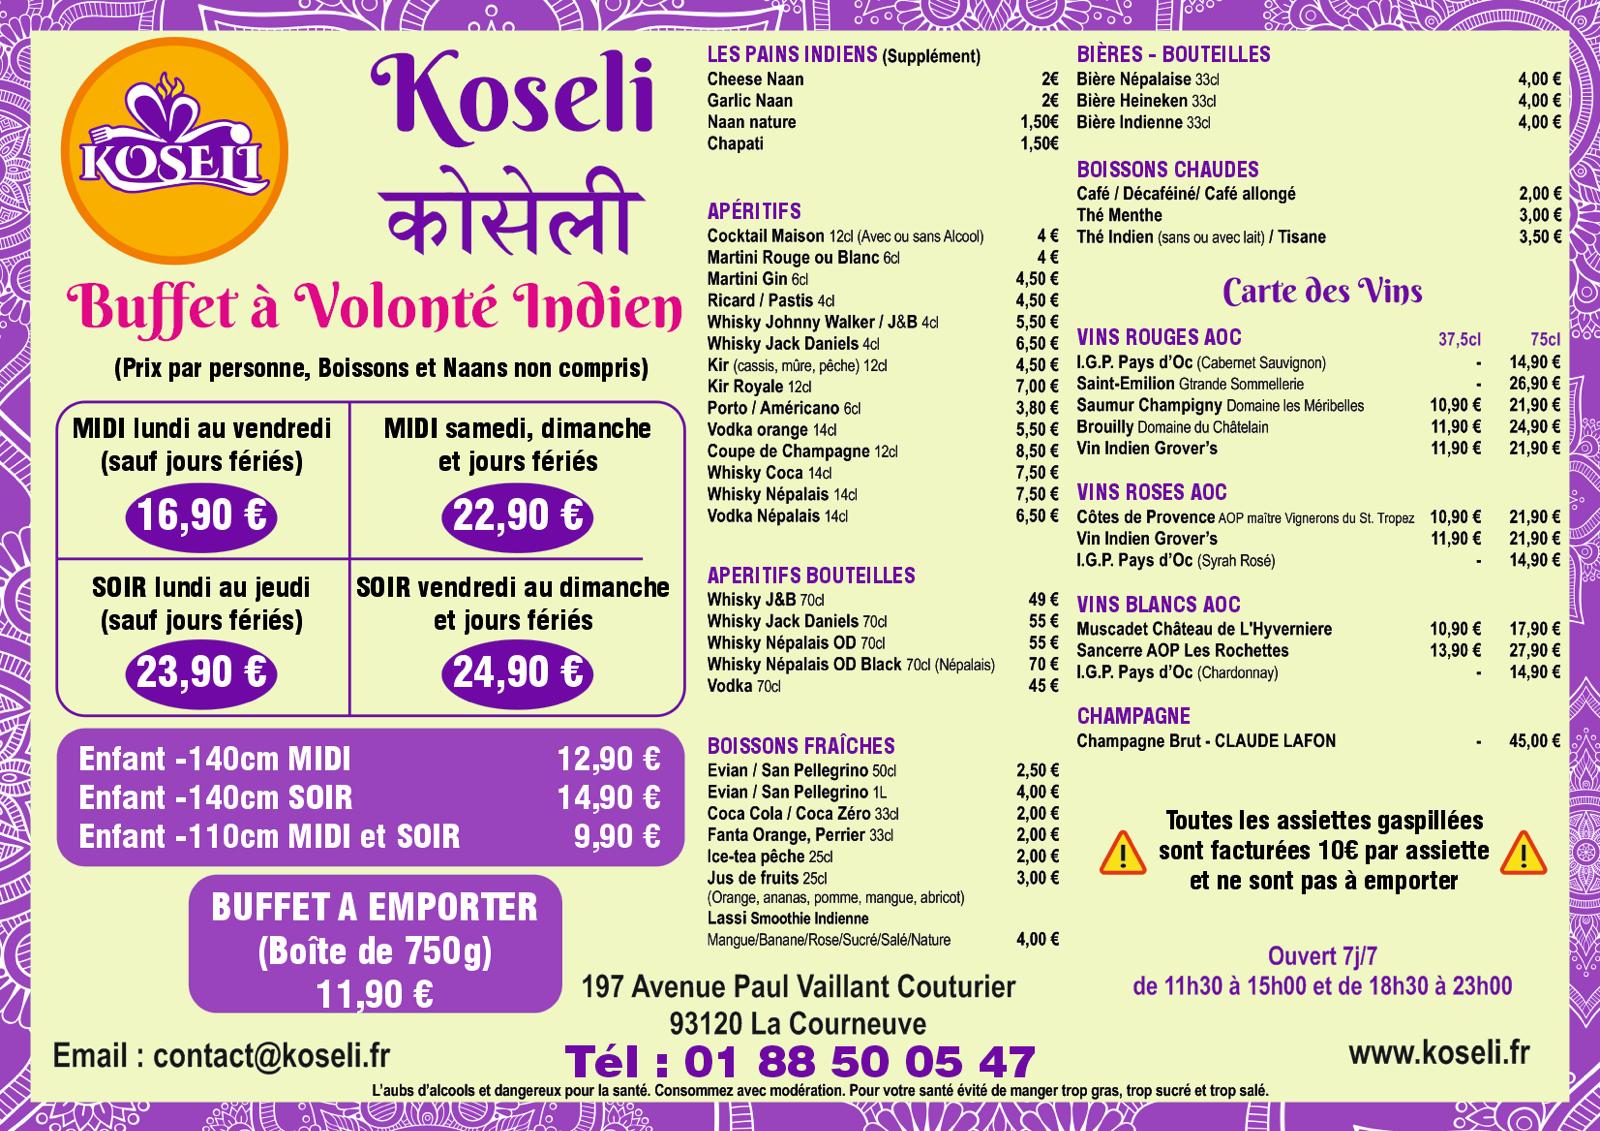 KOSELI
Koseli
कोसेली
Buffet à Volonté Indien
(Prix par personne, Boissons et Naans non compris)
MIDI lundi au vendredi
(sauf jours fériés)
16,90 €
MIDI samedi, dimanche
et jours fériés
22,90 €
SOIR lundi au jeudi
(sauf jours fériés)
23,90 €
SOIR vendredi au dimanche
et jours fériés
24,90 €
Enfant -140cm MIDI 12,90 €
Enfant -140cm SOIR 14,90 €
Enfant -110cm MIDI et SOIR 9,90 €
BUFFET A EMPORTER
(Boîte de 750g)
11,90 €
LES PAINS INDIENS (Supplément)
Cheese Naan 2€
Garlic Naan 2€
Naan nature 1,50€
Chapati 1,50€
APÉRITIFS
Cocktail Maison 12cl (Avec ou sans Alcool) 4 €
Martini Rouge ou Blanc 6cl 4 €
Martini Gin 6cl 4,50 €
Ricard / Pastis 4cl 4,50 €
Whisky Johnny Walker / J&B 4cl 5,50 €
Whisky Jack Daniels 4cl 6,50 €
Kir (cassis, mûre, pêche) 12cl 4,50 €
Kir Royale 12cl 7,00 €
Porto / Américano 6cl 3,80 €
Vodka orange 14cl 5,50 €
Coupe de Champagne 12cl 8,50 €
Whisky Coca 14cl 7,50 €
Whisky Népalais 14cl 7,50 €
Vodka Népalais 14cl 6,50 €
APERITIFS BOUTEILLES
Whisky J&B 70cl 49 €
Whisky Jack Daniels 70cl 55 €
Whisky Népalais OD 70cl 55 €
Whisky Népalais OD Black 70cl (Népalais) 70 €
Vodka 70cl 45 €
BOISSONS FRAÎCHES
Evian / San Pellegrino 50cl 2,50 €
Evian / San Pellegrino 1L 4,00 €
Coca Cola / Coca Zéro 33cl 2,00 €
Fanta Orange, Perrier 33cl 2,00 €
Ice-tea pêche 25cl 2,00 €
Jus de fruits 25cl 3,00 €
(Orange, ananas, pomme, mangue, abricot)
Lassi Smoothie Indienne
Mangue/Banane/Rose/Sucré/Salé/Nature 4,00 €
BIÈRES - BOUTEILLES
Bière Népalaise 33cl 4,00 €
Bière Heineken 33cl 4,00 €
Bière Indienne 33cl 4,00 €
BOISSONS CHAUDES
Café / Décaféiné/ Café allongé 2,00 €
Thé Menthe 3,00 €
Thé Indien (sans ou avec lait) / Tisane 3,50 €
Carte des Vins
VINS ROUGES AOC 37,5cl 75cl
I.G.P. Pays d'Oc (Cabernet Sauvignon) - 14,90 €
Saint-Emilion Gtrande Sommellerie - 26,90 €
Saumur Champigny Domaine les Méribelles 10,90 € 21,90 €
Brouilly Domaine du Châtelain 11,90 € 24,90 €
Vin Indien Grover's 11,90 € 21,90 €
VINS ROSES AOC
Côtes de Provence AOP maître Vignerons du St. Tropez 10,90 € 21,90 €
Vin Indien Grover's 11,90 € 21,90 €
I.G.P. Pays d'Oc (Syrah Rosé) - 14,90 €
VINS BLANCS AOC
Muscadet Château de L'Hyverniere 10,90 € 17,90 €
Sancerre AOP Les Rochettes 13,90 € 27,90 €
I.G.P. Pays d'Oc (Chardonnay) - 14,90 €
CHAMPAGNE
Champagne Brut - CLAUDE LAFON - 45,00 €
Toutes les assiettes gaspillées
sont facturées 10€ par assiette
et ne sont pas à emporter
Ouvert 7j/7
de 11h30 à 15h00 et de 18h30 à 23h00
197 Avenue Paul Vaillant Couturier
93120 La Courneuve
Email : contact@koseli.fr
Tél : 01 88 50 05 47
www.koseli.fr
L'aubs d'alcools et dangereux pour la santé. Consommez avec modération. Pour votre santé évité de manger trop gras, trop sucré et trop salé.